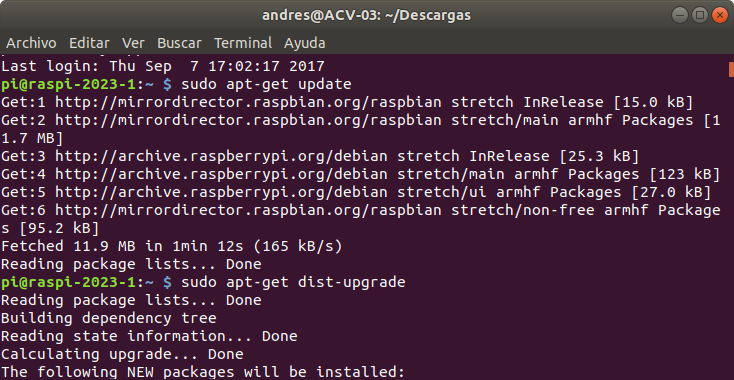 andres@ACV-03: ~/Descargas
Archivo Editar Ver Buscar Terminal Ayuda
Last login: Thu Sep  7 17:02:17 2017
pi@raspi-2023-1:~ $ sudo apt-get update
Get:1 http://mirrordirector.raspbian.org/raspbian stretch InRelease [15.0 kB]
Get:2 http://mirrordirector.raspbian.org/raspbian stretch/main armhf Packages [1
1.7 MB]
Get:3 http://archive.raspberrypi.org/debian stretch InRelease [25.3 kB]
Get:4 http://archive.raspberrypi.org/debian stretch/main armhf Packages [123 kB]
Get:5 http://archive.raspberrypi.org/debian stretch/ui armhf Packages [27.0 kB]
Get:6 http://mirrordirector.raspbian.org/raspbian stretch/non-free armhf Package
s [95.2 kB]
Fetched 11.9 MB in 1min 12s (165 kB/s)
Reading package lists... Done
pi@raspi-2023-1:~ $ sudo apt-get dist-upgrade
Reading package lists... Done
Building dependency tree
Reading state information... Done
Calculating upgrade... Done
The following NEW packages will be installed: